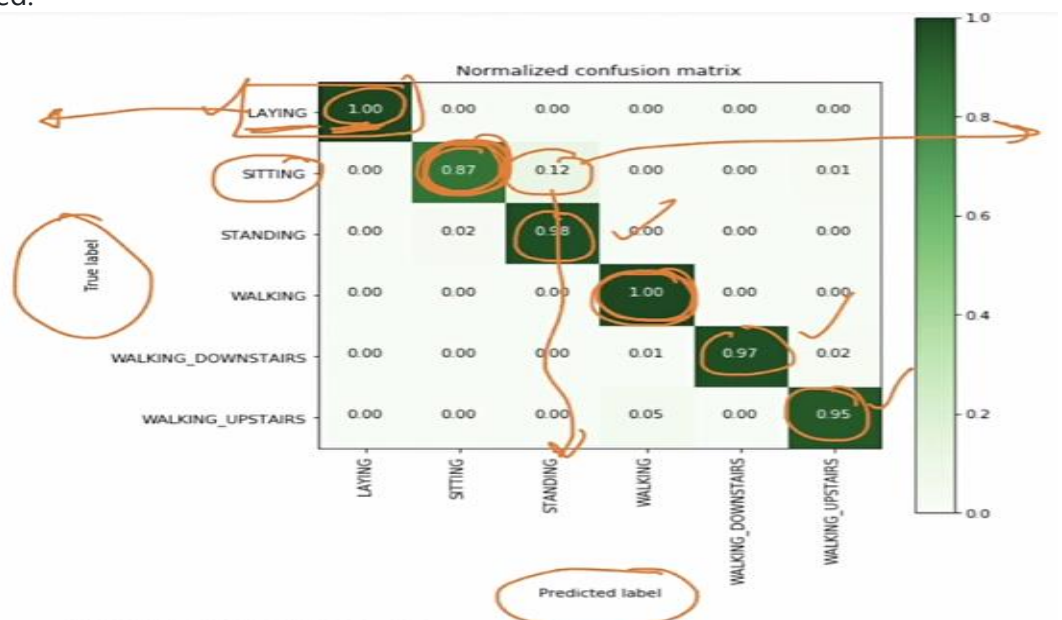 ed.
Normalized confusion matrix
1.0
0.8
0.6
0.4
0.2
0.0
True label
LAYING 1.00 0.00 0.00 0.00 0.00 0.00
SITTING 0.00 0.87 0.12 0.00 0.00 0.01
STANDING 0.00 0.02 0.98 0.00 0.00 0.00
WALKING 0.00 0.00 0.00 1.00 0.00 0.00
WALKING_DOWNSTAIRS 0.00 0.00 0.00 0.01 0.97 0.02
WALKING_UPSTAIRS 0.00 0.00 0.00 0.05 0.00 0.95
LAYING
SITTING
STANDING
WALKING
WALKING_DOWNSTAIRS
WALKING_UPSTAIRS
Predicted label